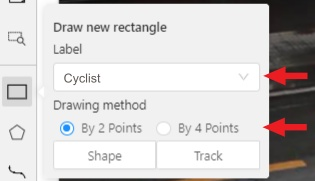 Draw new rectangle
Label
Cyclist
Drawing method
By 2 Points By 4 Points
Shape Track